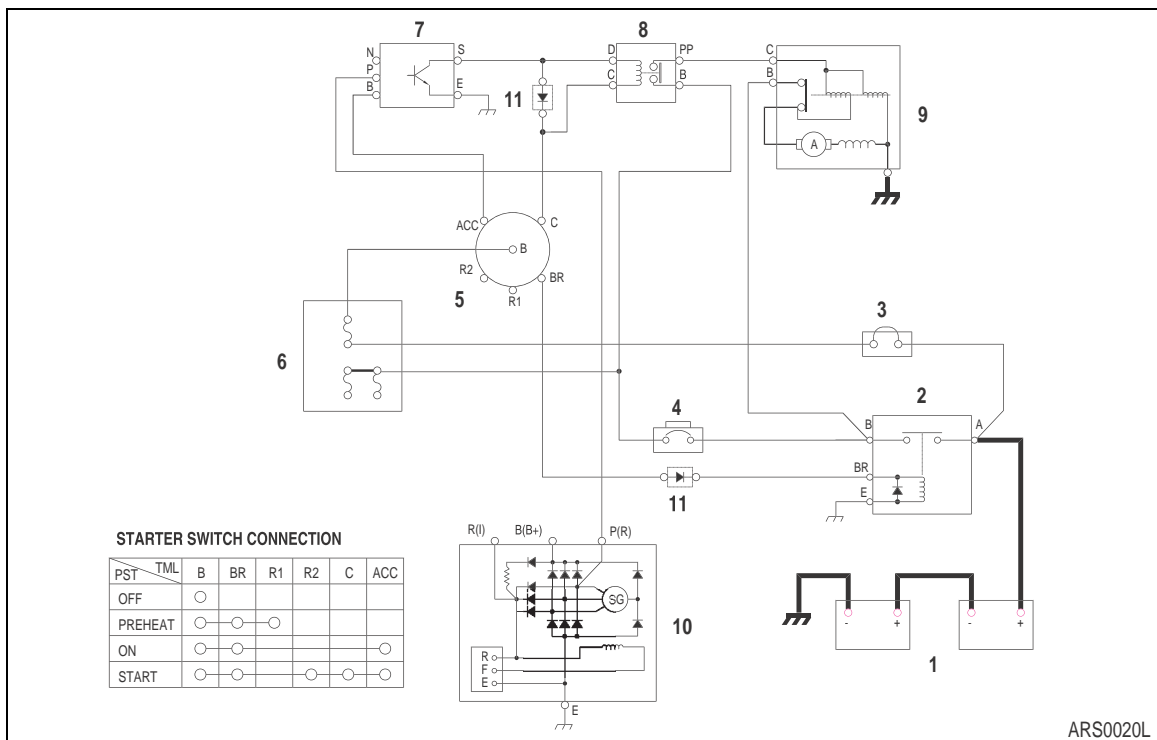 7
8
N
P
B
S
E
11
D
C
PP
B
C
B
A
9
ACC
C
B
R2
BR
R1
5
6
3
4
2
B
A
BR
E
11
R(I)
B(B+)
P(R)
SG
R
F
E
E
10
- + - +
1
STARTER SWITCH CONNECTION
PST TML B BR R1 R2 C ACC
OFF
PREHEAT
ON
START
ARS0020L